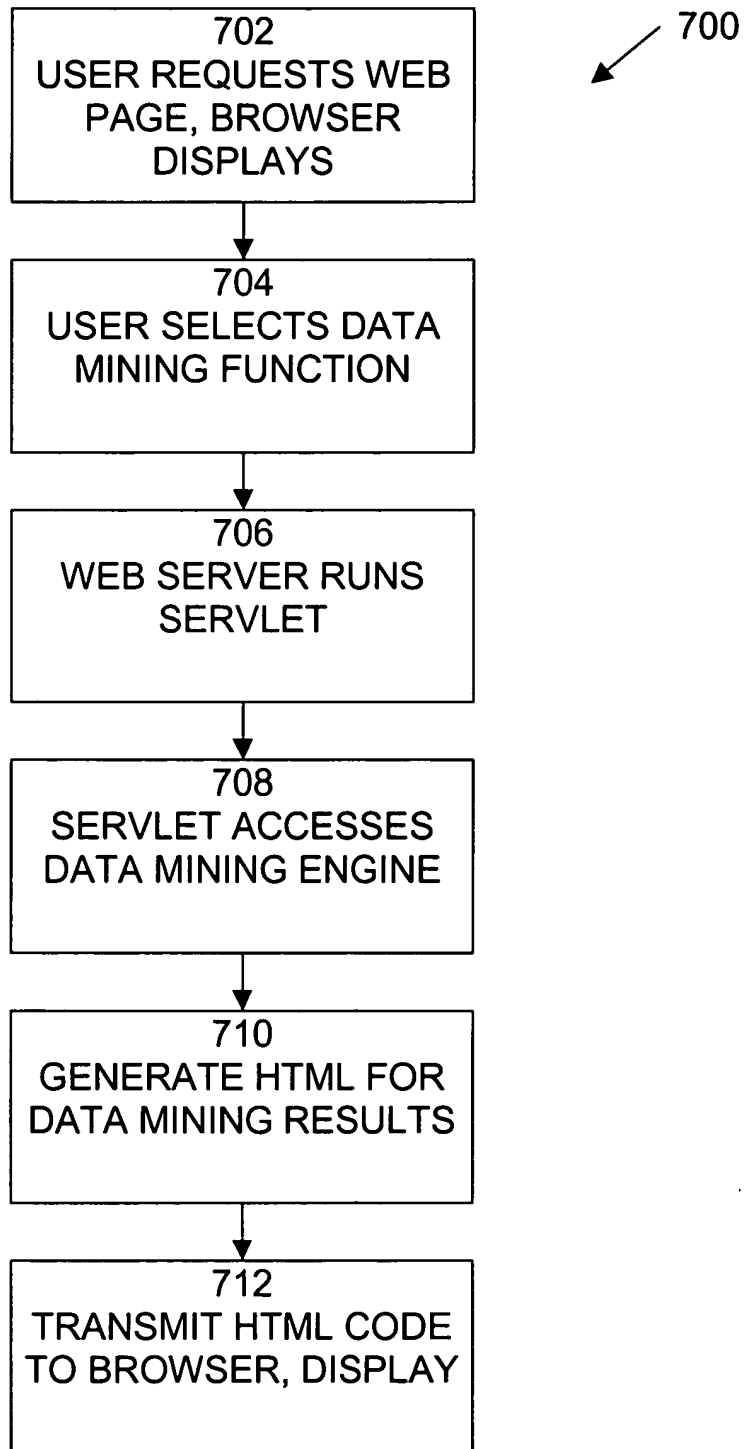 700
702
USER REQUESTS WEB
PAGE, BROWSER
DISPLAYS
704
USER SELECTS DATA
MINING FUNCTION
706
WEB SERVER RUNS
SERVLET
708
SERVLET ACCESSES
DATA MINING ENGINE
710
GENERATE HTML FOR
DATA MINING RESULTS
712
TRANSMIT HTML CODE
TO BROWSER, DISPLAY